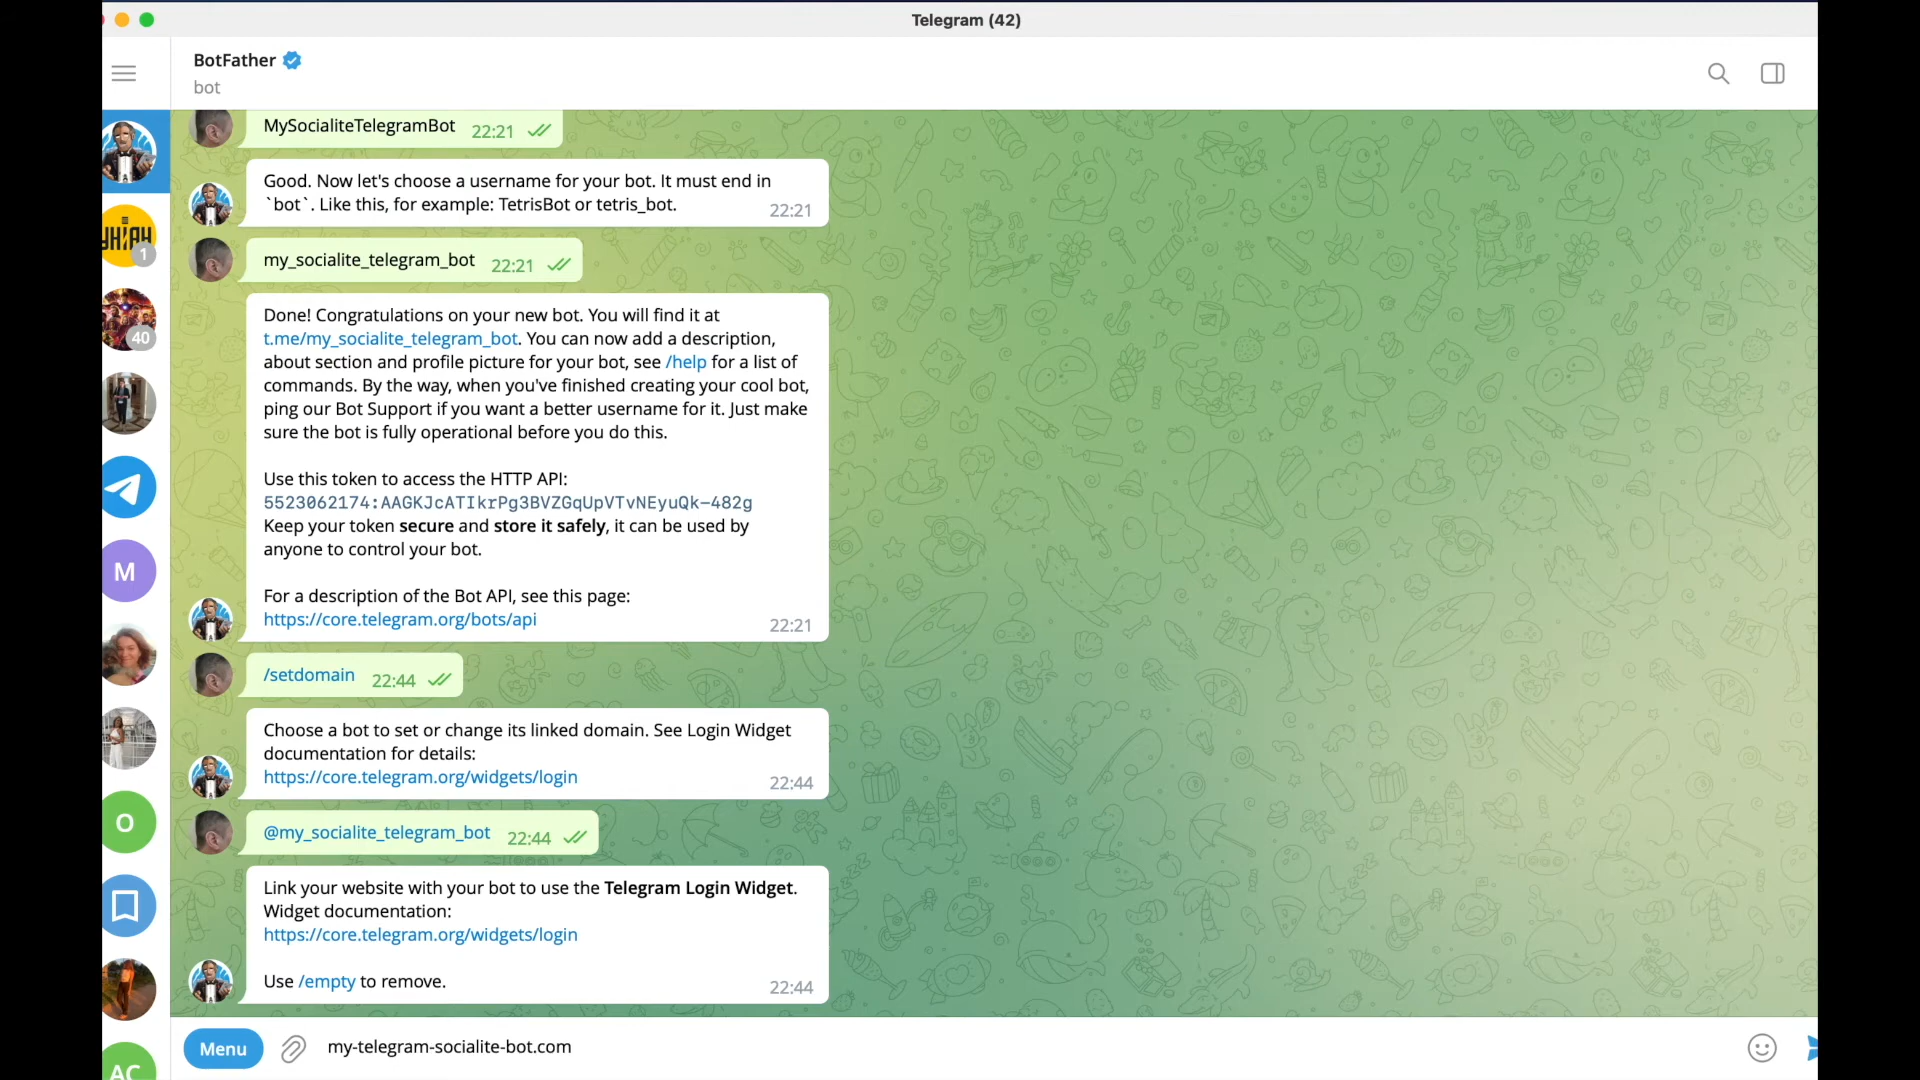 Telegram (42)
BotFather
bot
MySocialiteTelegramBot 22:21
Good. Now let's choose a username for your bot. It must end in
`bot`. Like this, for example: TetrisBot or tetris_bot. 22:21
my_socialite_telegram_bot 22:21
Done! Congratulations on your new bot. You will find it at
t.me/my_socialite_telegram_bot. You can now add a description,
about section and profile picture for your bot, see /help for a list of
commands. By the way, when you've finished creating your cool bot,
ping our Bot Support if you want a better username for it. Just make
sure the bot is fully operational before you do this.
Use this token to access the HTTP API:
5523062174:AAGKJcATIkrPg3BVZGqUpVTvNEyuQk-482g
Keep your token secure and store it safely, it can be used by
anyone to control your bot.
For a description of the Bot API, see this page:
https://core.telegram.org/bots/api 22:21
/setdomain 22:44
Choose a bot to set or change its linked domain. See Login Widget
documentation for details:
https://core.telegram.org/widgets/login 22:44
@my_socialite_telegram_bot 22:44
Link your website with your bot to use the Telegram Login Widget.
Widget documentation:
https://core.telegram.org/widgets/login
Use /empty to remove. 22:44
Menu my-telegram-socialite-bot.com
1
40
M
O
AC